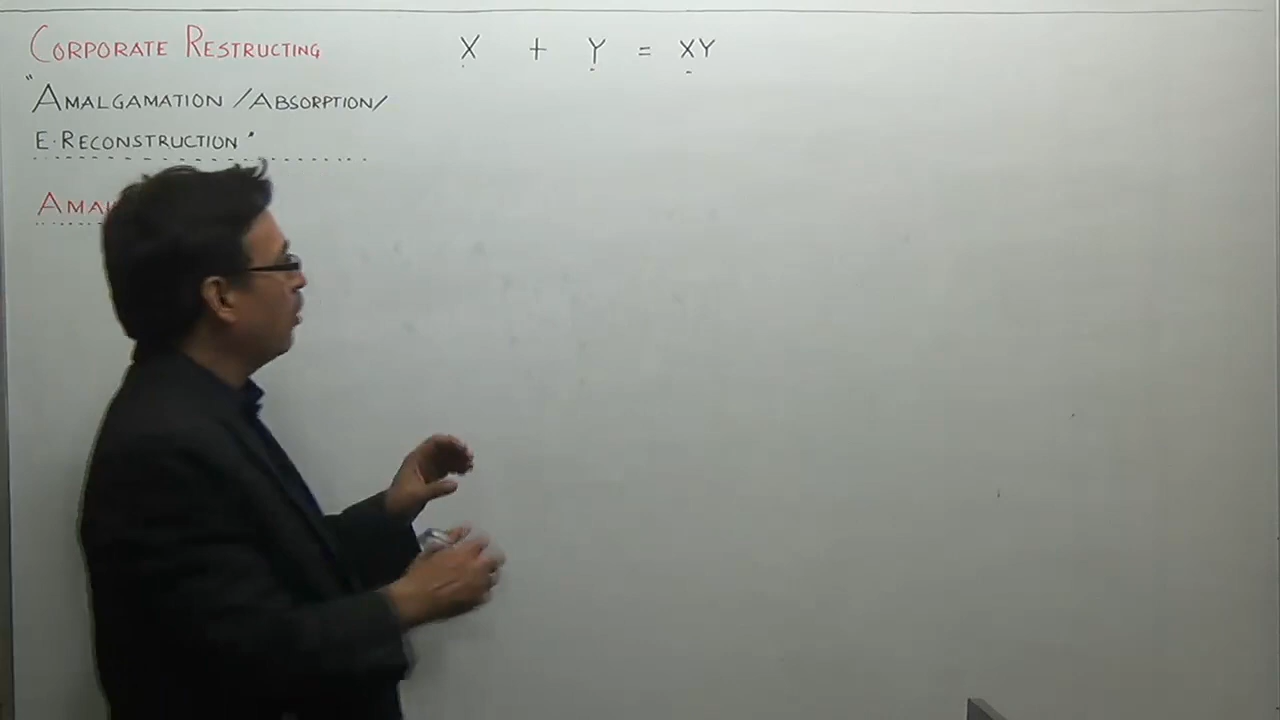 CORPORATE RESTRUCTING
X + Y = XY
"AMALGAMATION /ABSORPTION/
E.RECONSTRUCTION"